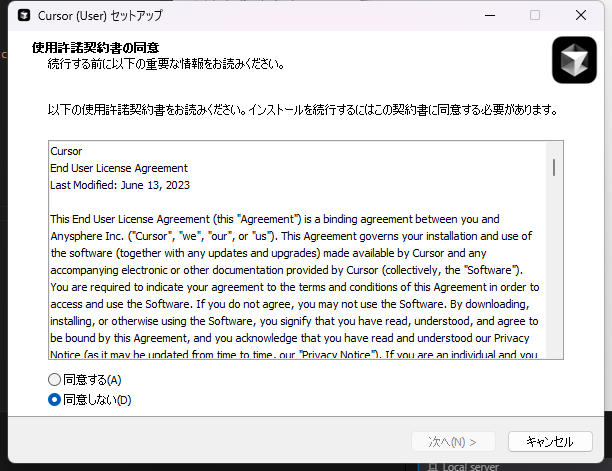 Cursor (User) セットアップ
使用許諾契約書の同意
続行する前に以下の重要な情報をお読みください。
以下の使用許諾契約書をお読みください。インストールを続行するにはこの契約書に同意する必要があります。
Cursor
End User License Agreement
Last Modified: June 13, 2023
This End User License Agreement (this "Agreement") is a binding agreement between you and
Anysphere Inc. ("Cursor", "we", "our", or "us"). This Agreement governs your installation and use of
the software (together with any updates and upgrades) made available by Cursor and any
accompanying electronic or other documentation provided by Cursor (collectively, the "Software").
You are required to indicate your agreement to the terms and conditions of this Agreement in order to
access and use the Software. If you do not agree, you may not use the Software. By downloading,
installing, or otherwise using the Software, you signify that you have read, understood, and agree to
be bound by this Agreement, and you acknowledge that you have read and understood our Privacy
Notice (as it may be updated from time to time, our "Privacy Notice"). If you are an individual and you
同意する(A)
同意しない(D)
次へ(N) >
キャンセル
Local server